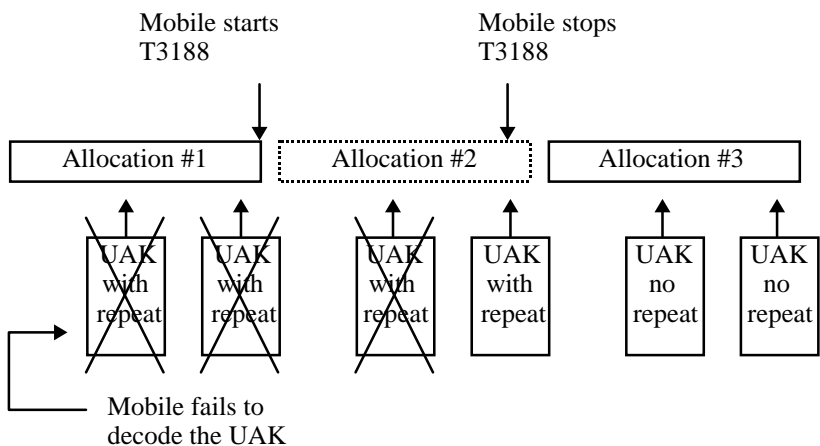 Mobile starts
T3188
Mobile stops
T3188
Allocation #1
Allocation #2
Allocation #3
UAK
with
repeat
UAK
with
repeat
UAK
with
repeat
UAK
with
repeat
UAK
no
repeat
UAK
no
repeat
Mobile fails to
decode the UAK